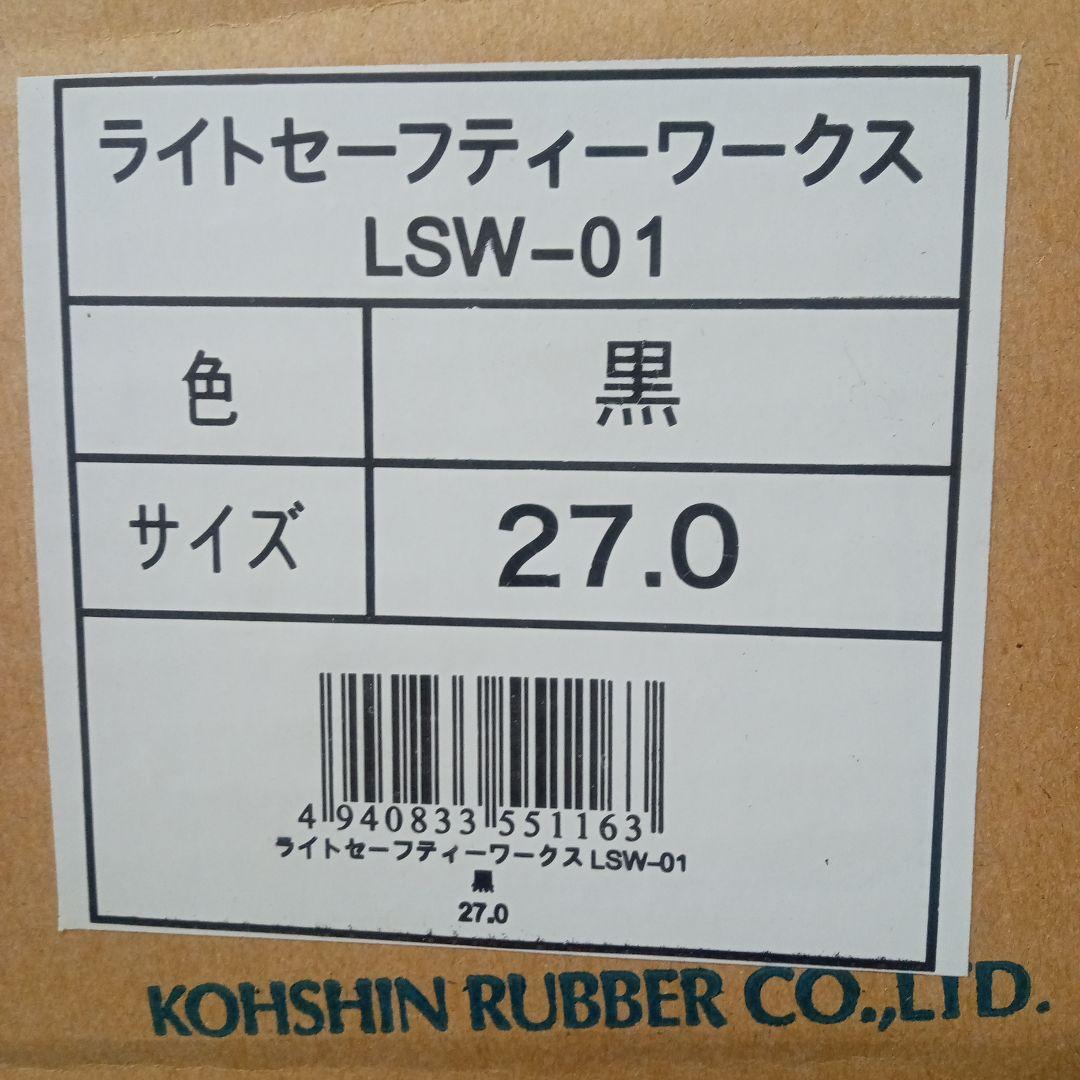 ライトセーフティーワークス
LSW-01
色 黒
サイズ 27.0
4 940833 551163
ライトセーフティーワークス LSW-01
黒
27.0
KOHSHIN RUBBER CO.,LTD.